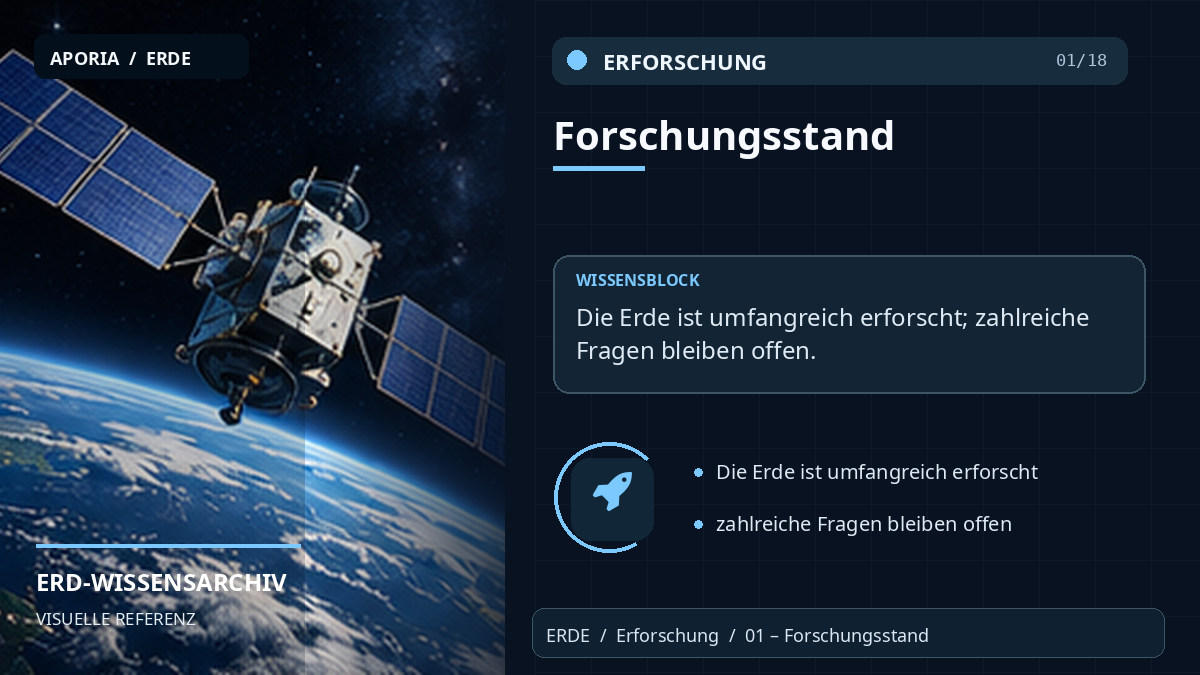 APORIA / ERDE
ERD-WISSENSARCHIV
VISUELLE REFERENZ
ERFORSCHUNG
01/18
Forschungsstand
WISSENSBLOCK
Die Erde ist umfangreich erforscht; zahlreiche
Fragen bleiben offen.
Die Erde ist umfangreich erforscht
zahlreiche Fragen bleiben offen
ERDE / Erforschung / 01 – Forschungsstand